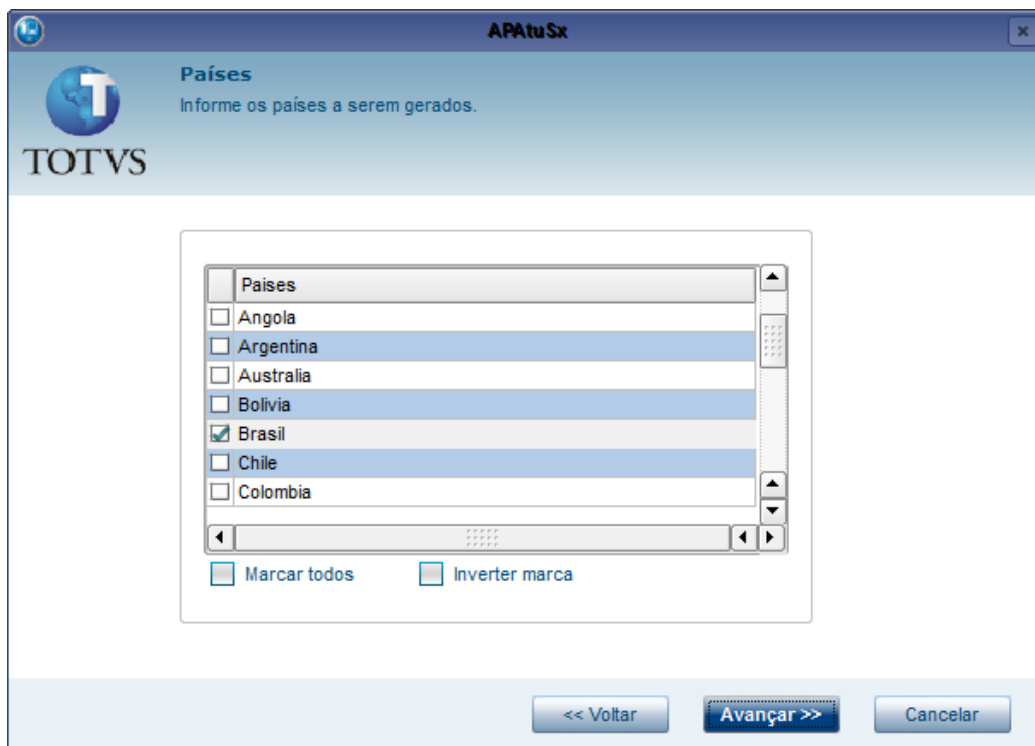 APAtuSx
Países
Informe os países a serem gerados.
TOTVS
Paises
Angola
Argentina
Australia
Bolivia
Brasil
Chile
Colombia
Marcar todos
Inverter marca
<< Voltar
Avançar >>
Cancelar